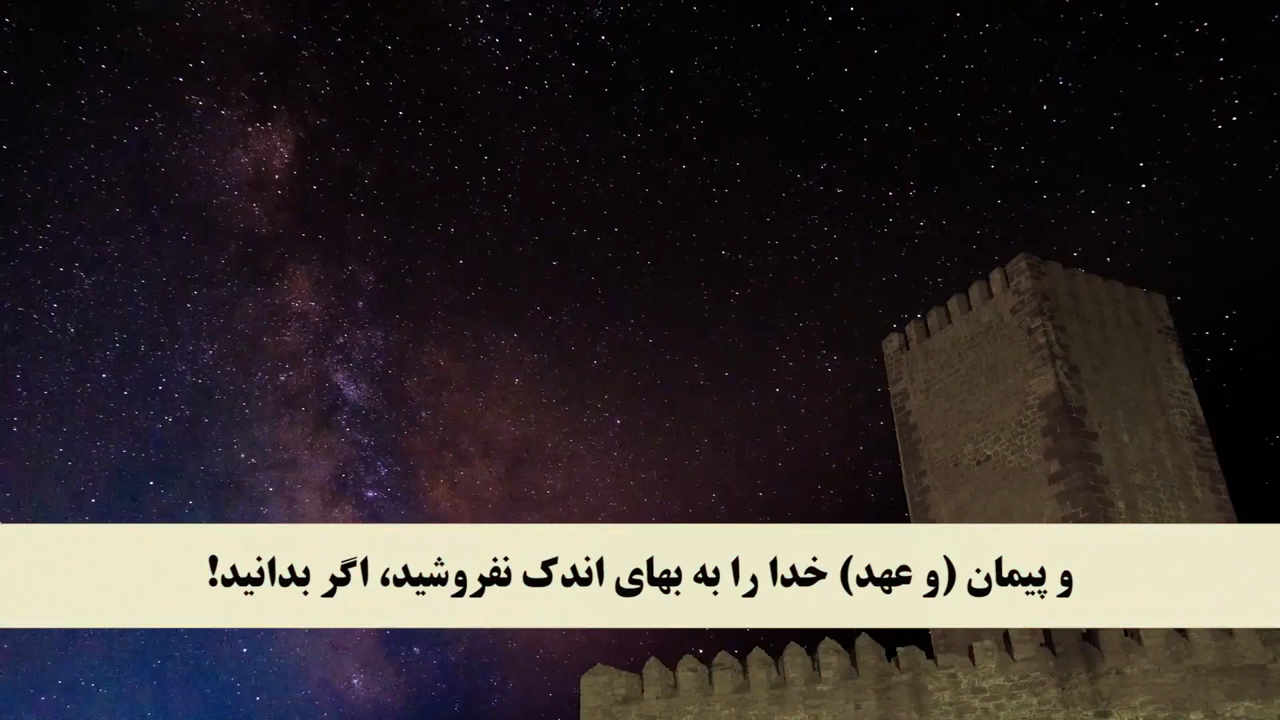 و پیمان (و عهد) خدا را به بهای اندک نفروشید، اگر بدانید!